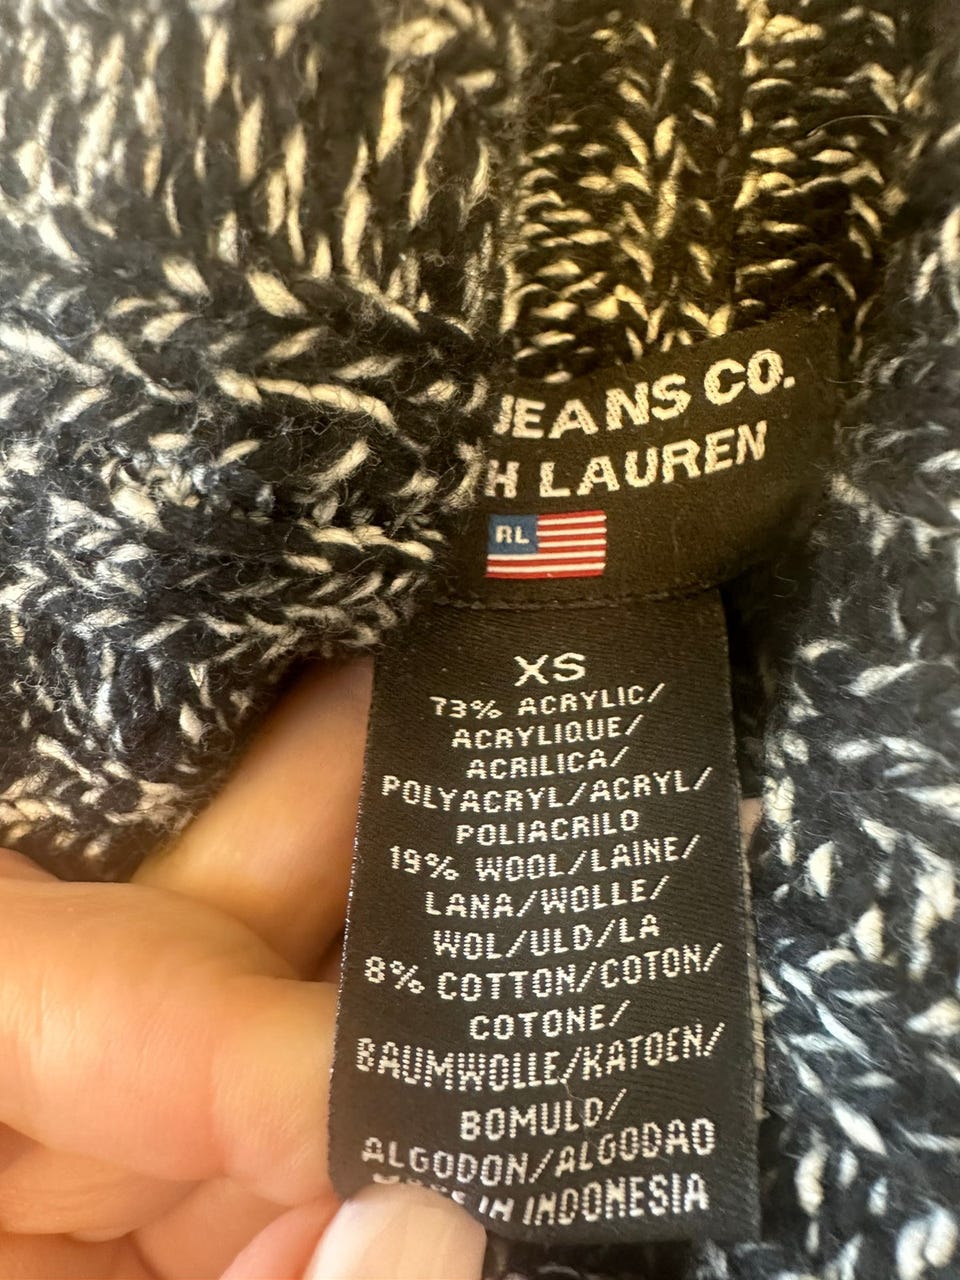 JEANS CO.
H LAUREN
RL
XS
73% ACRYLIC/
ACRYLIQUE/
ACRILICA/
POLYACRYL/ACRYL/
POLIACRILO
19% WOOL/LAINE/
LANA/WOLLE/
WOL/ULD/LA
8% COTTON/COTON/
COTONE/
BAUMWOLLE/KATOEN/
BOMULD/
ALGODON/ALGODAO
IN INDONESIA